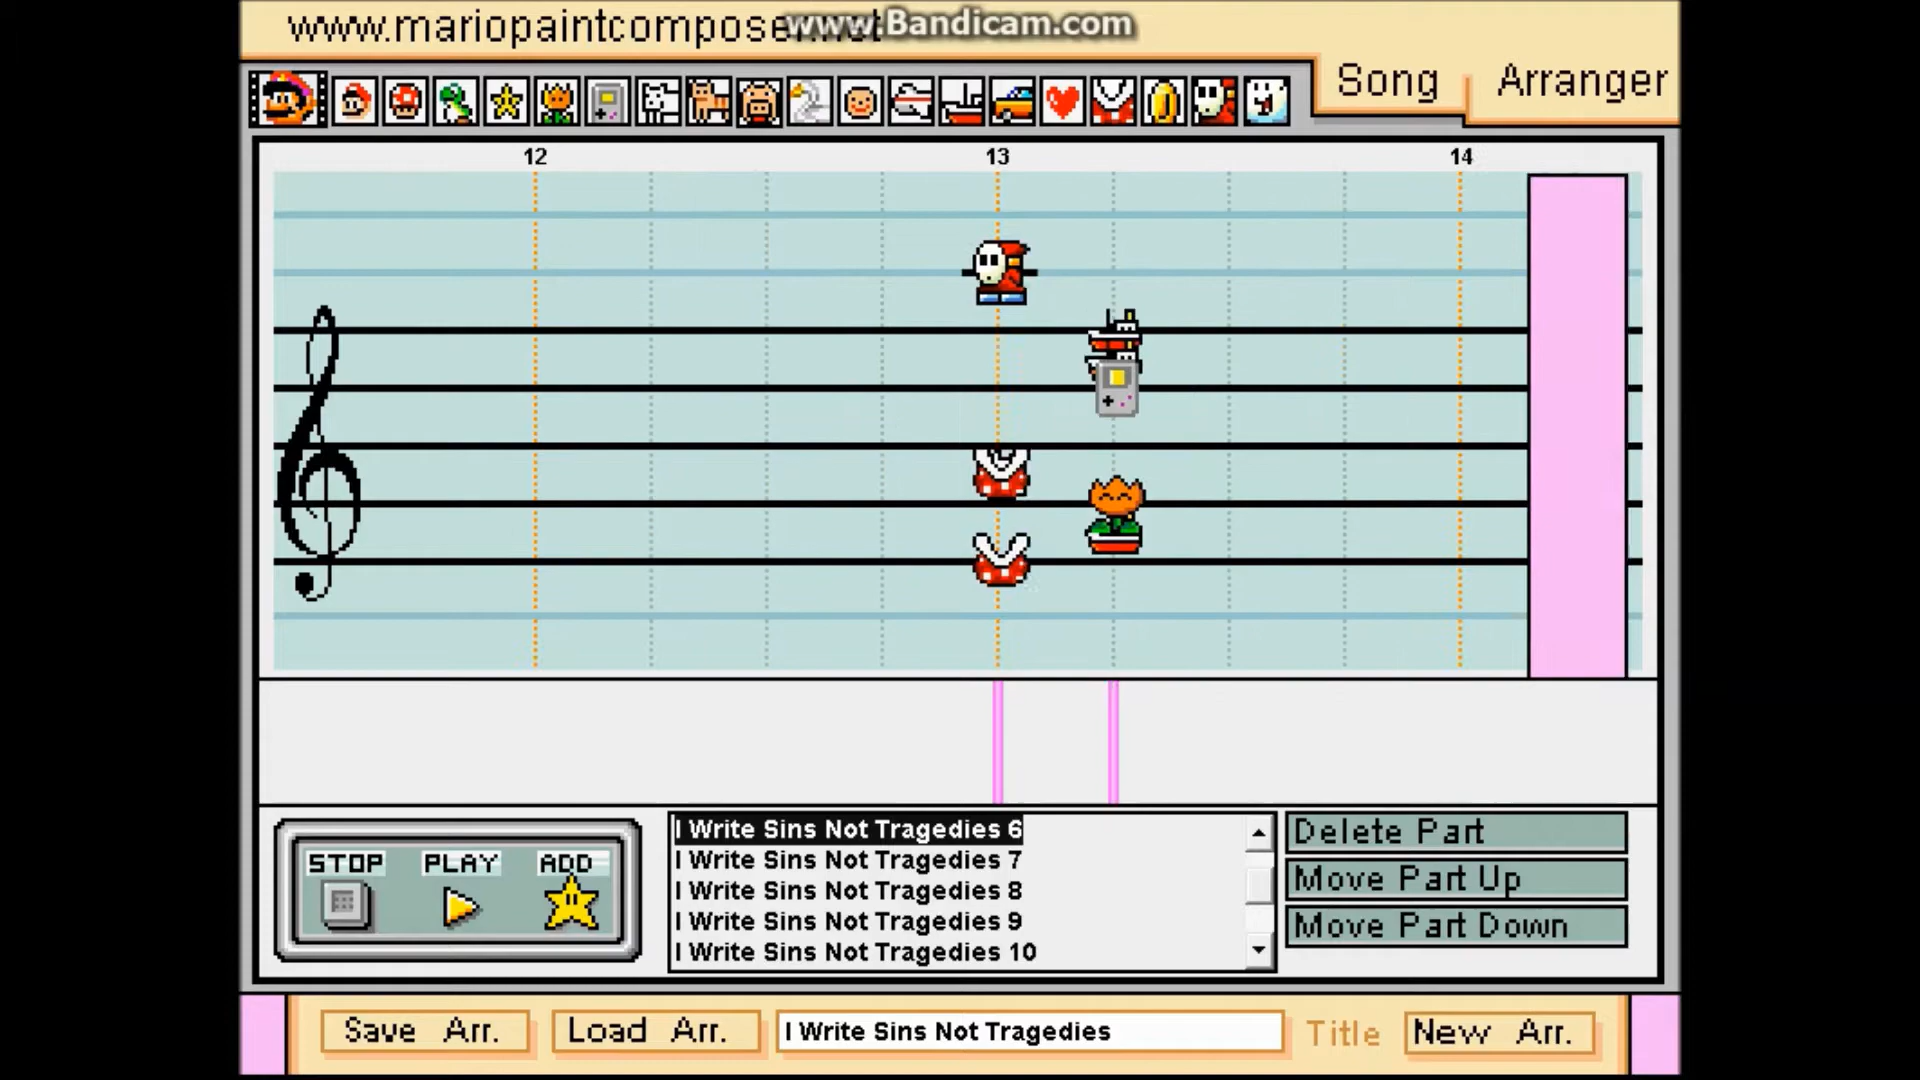 www.mariopaintcomposer.net
www.Bandicam.com
Song
Arranger
12
13
14
STOP
PLAY
ADD
I Write Sins Not Tragedies 6
I Write Sins Not Tragedies 7
I Write Sins Not Tragedies 8
I Write Sins Not Tragedies 9
I Write Sins Not Tragedies 10
Delete Part
Move Part Up
Move Part Down
Save Arr.
Load Arr.
I Write Sins Not Tragedies
Title
New Arr.